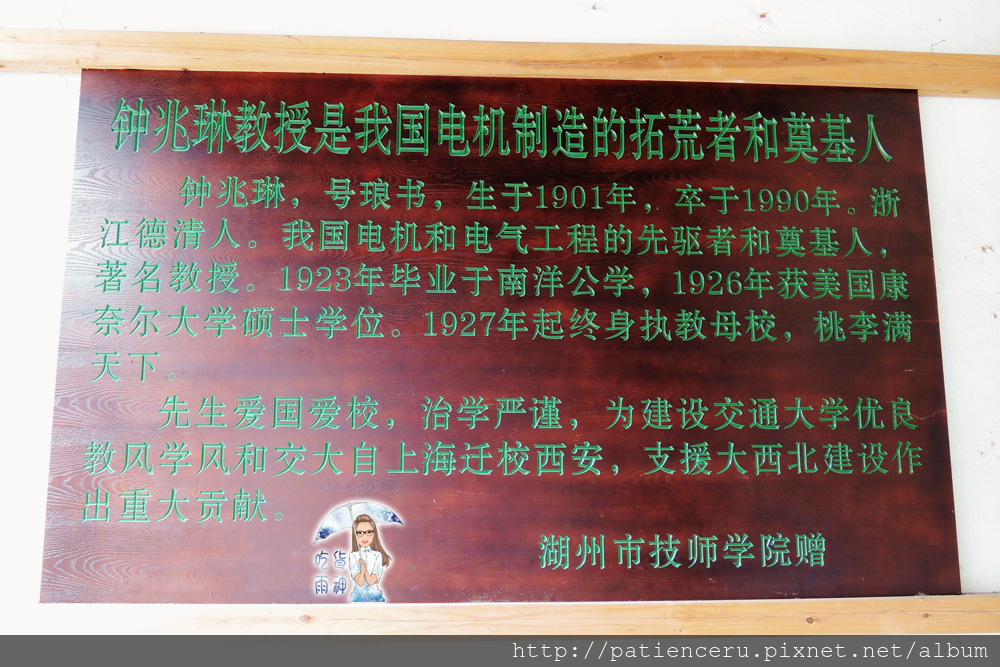 钟兆琳教授是我国电机制造的拓荒者和奠基人
钟兆琳，号琅书，生于1901年，卒于1990年。浙
江德清人。我国电机和电气工程的先驱者和奠基人，
著名教授。1923年毕业于南洋公学，1926年获美国康
奈尔大学硕士学位。1927年起终身执教母校，桃李满
天下。
先生爱国爱校，治学严谨，为建设交通大学优良
教风学风和交大自上海迁校西安，支援大西北建设作
出重大贡献。
湖州市技师学院赠
吃货
雨神
http://patienceru.pixnet.net/album